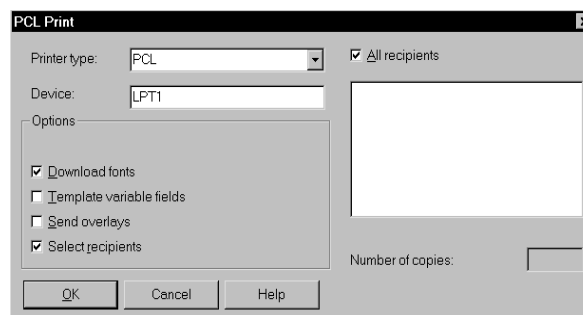 PCL Print
Printer type:
PCL
All recipients
Device:
LPT1
Options
Download fonts
Template variable fields
Send overlays
Select recipients
Number of copies:
OK
Cancel
Help